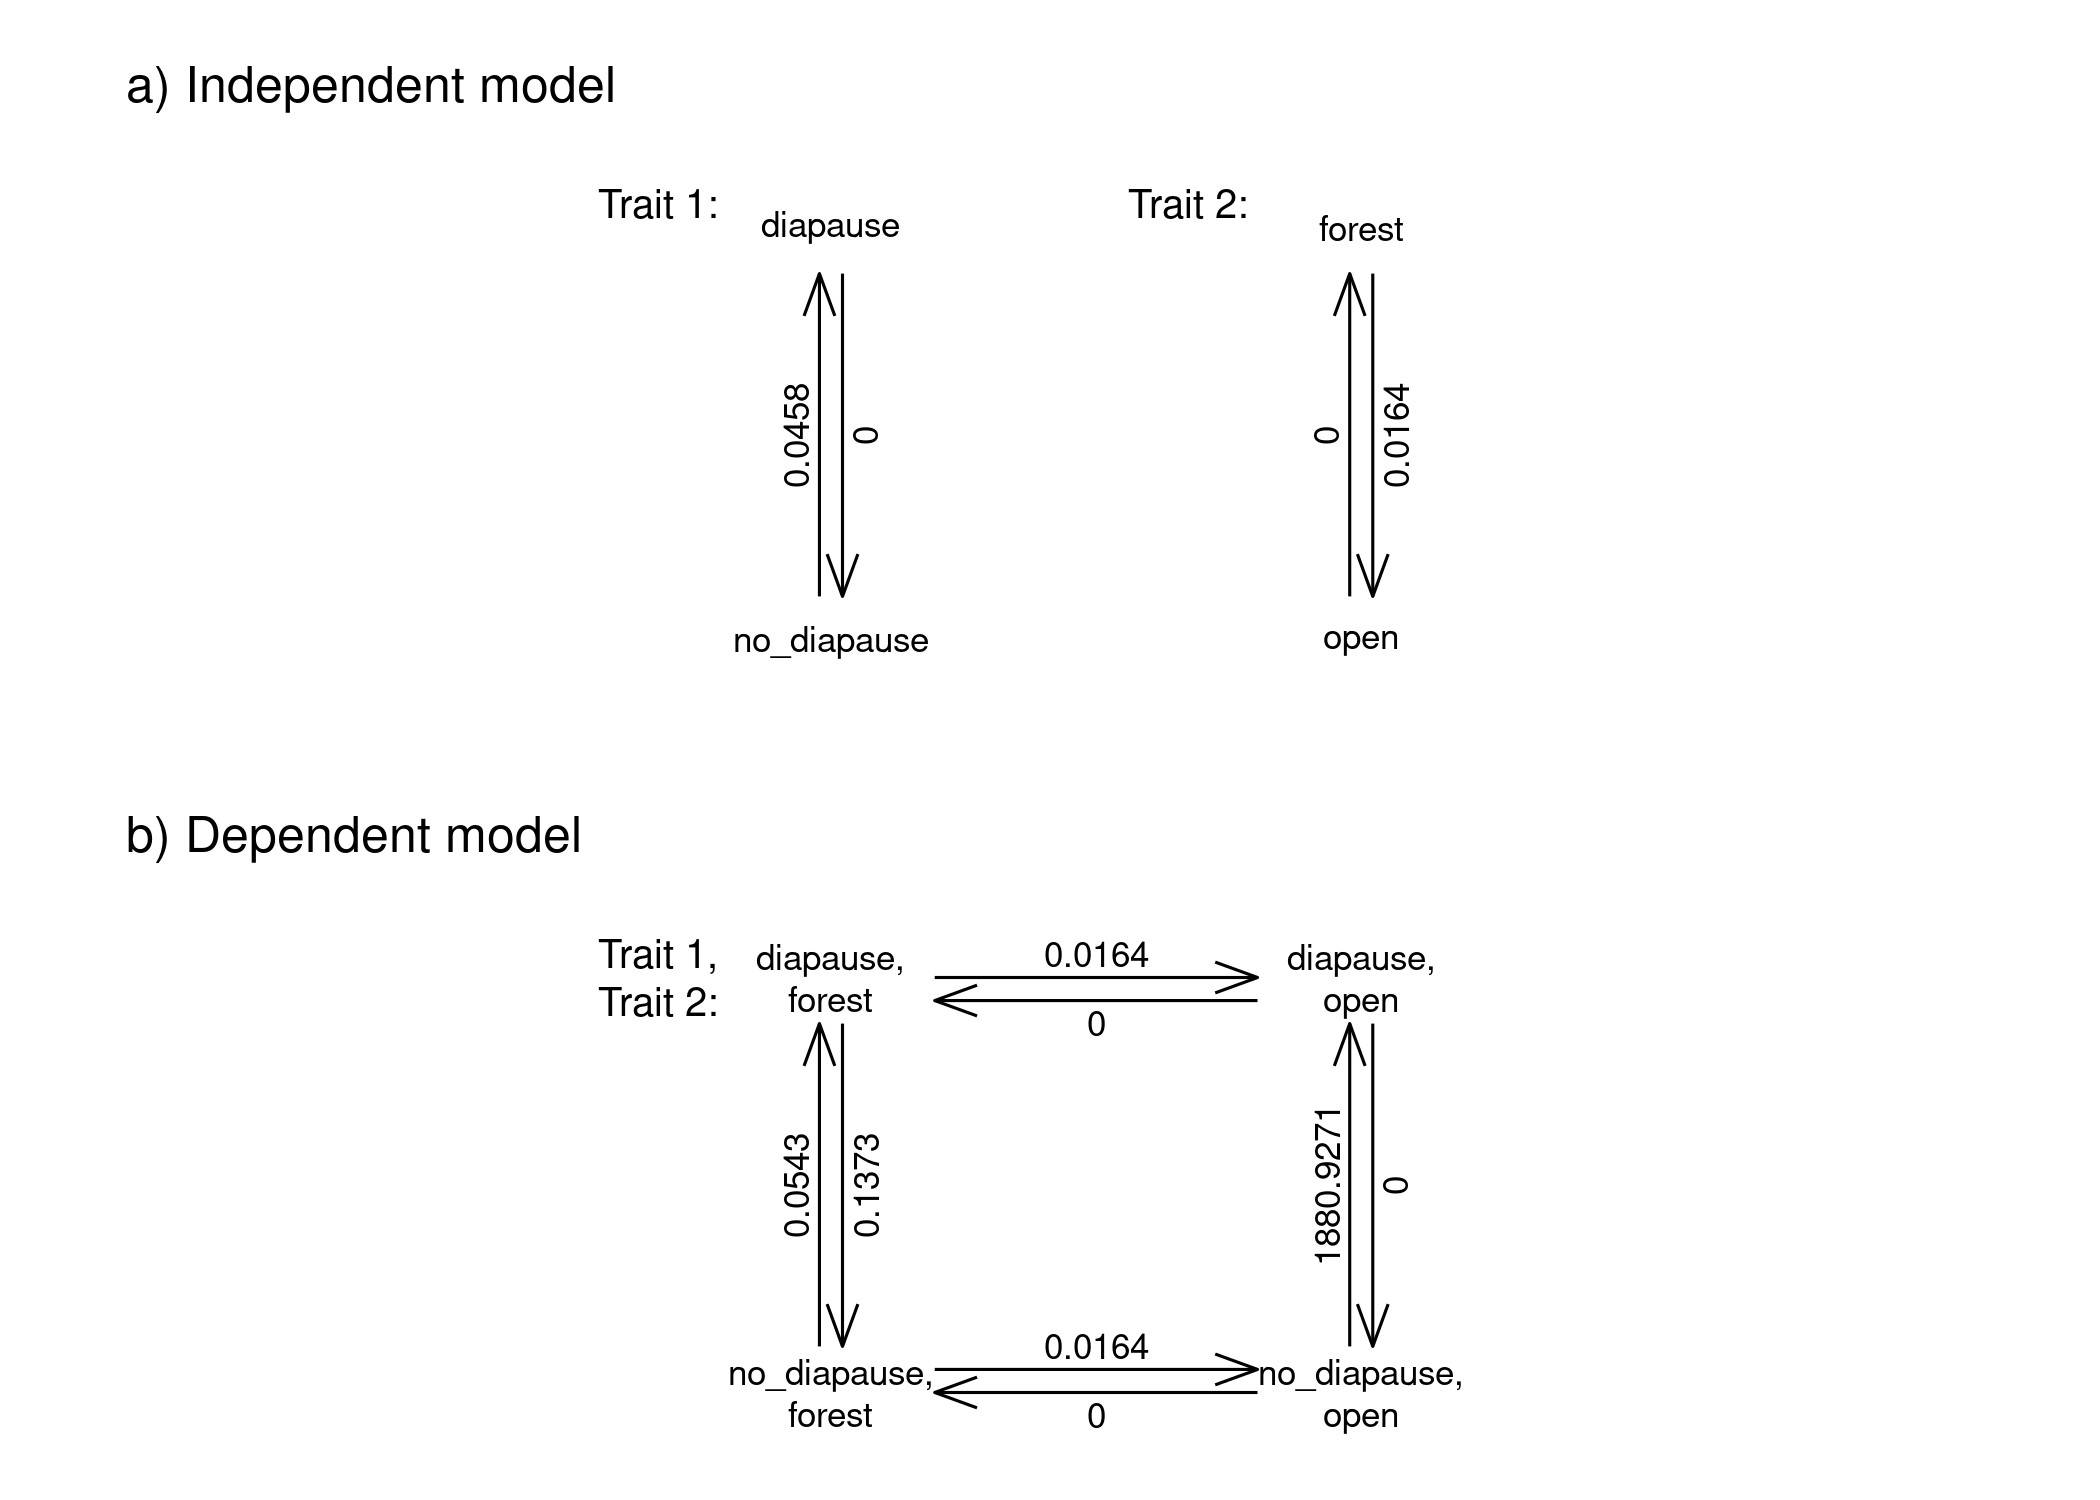 a) Independent model
Trait 1:
diapause
Trait 2:
forest
0.0458
0
0
0.0164
no_diapause
open
b) Dependent model
Trait 1,
Trait 2:
diapause,
forest
0.0164
0
diapause,
open
0.0543
0.1373
1880.9271
0
no_diapause,
forest
0.0164
0
no_diapause,
open